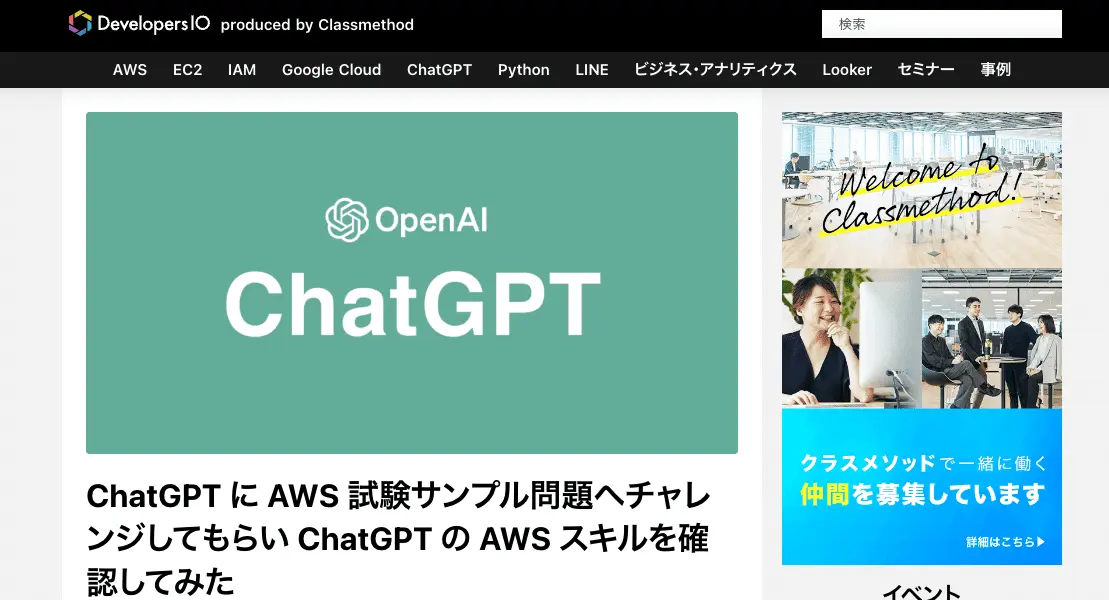 DevelopersIO produced by Classmethod
検索
AWS EC2 IAM Google Cloud ChatGPT Python LINE ビジネス・アナリティクス Looker セミナー 事例
OpenAI
ChatGPT
ChatGPT に AWS 試験サンプル問題へチャレ
ンジしてもらい ChatGPT の AWS スキルを確
認してみた
Welcome to
Classmethod!
クラスメソッドで一緒に働く
仲間を募集しています
詳細はこちら▶
イベント